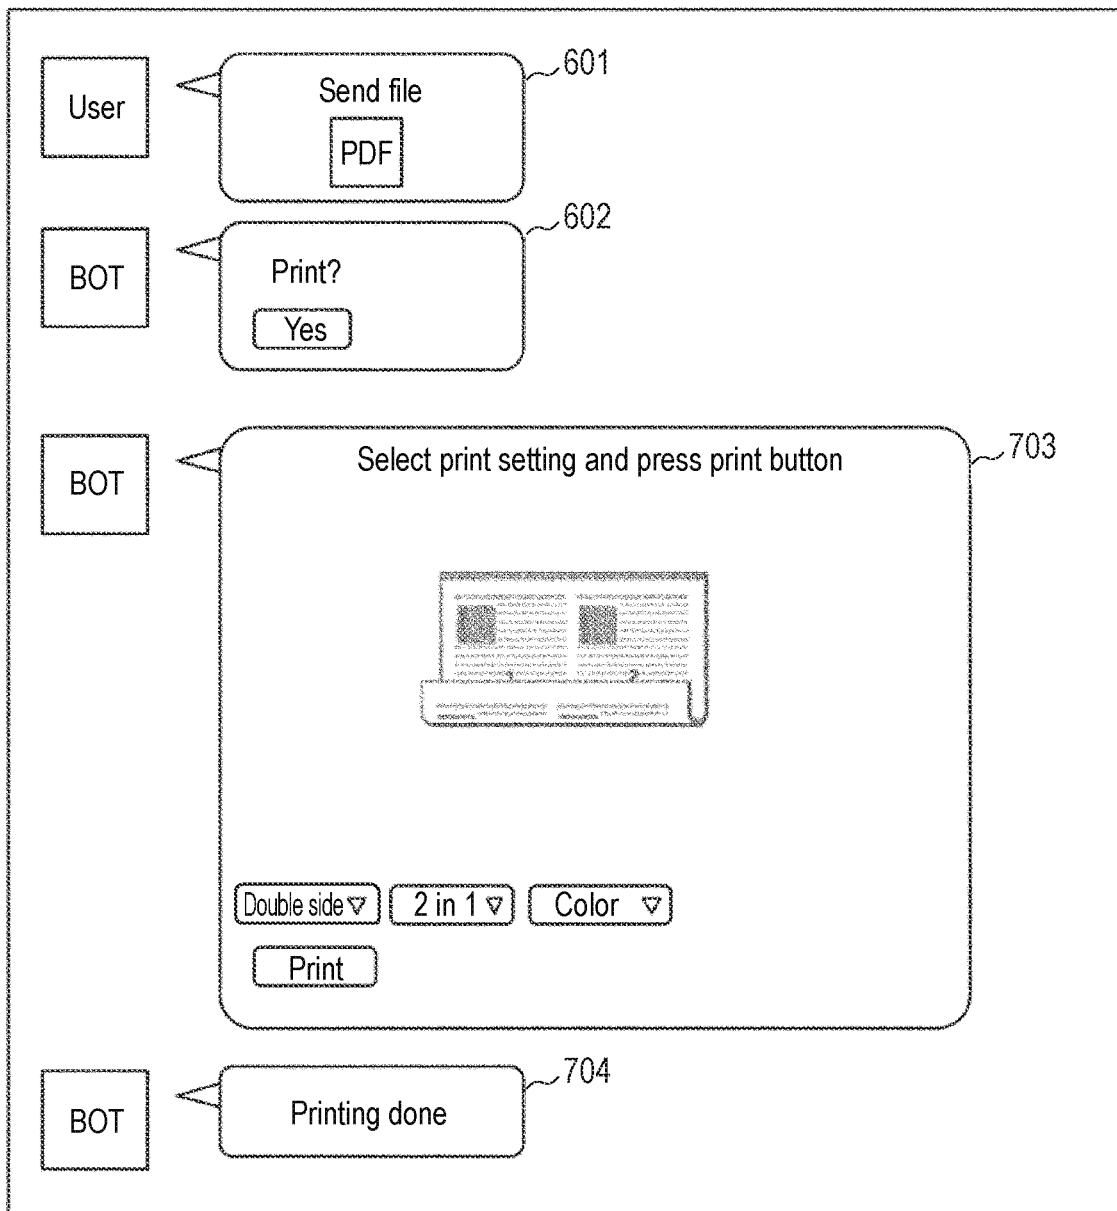 601
User
Send file
PDF
602
BOT
Print?
Yes
703
BOT
Select print setting and press print button
Double side ▽ 2 in 1 ▽ Color ▽
Print
704
BOT
Printing done